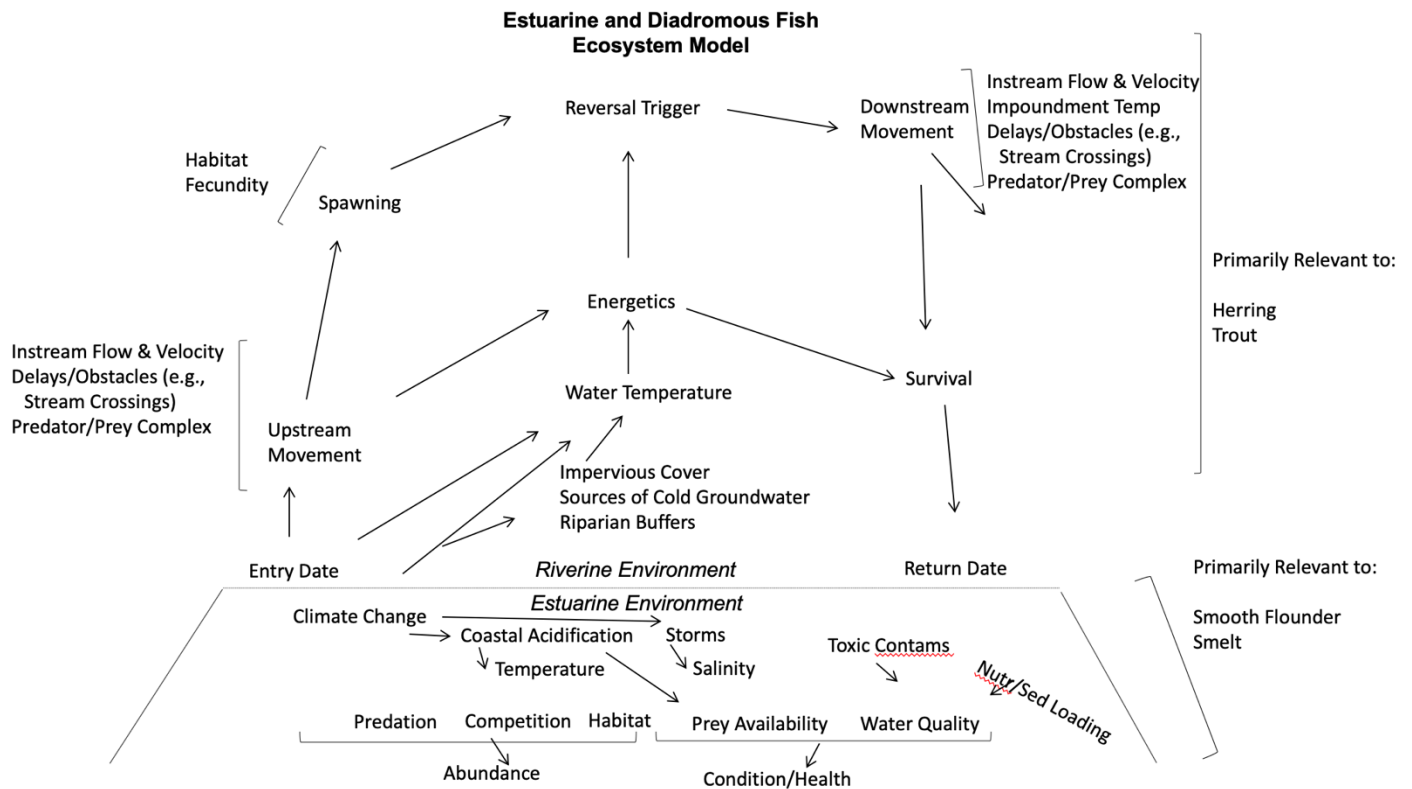 Estuarine and Diadromous Fish
Ecosystem Model
Reversal Trigger
Downstream
Movement
Instream Flow & Velocity
Impoundment Temp
Delays/Obstacles (e.g.,
Stream Crossings)
Predator/Prey Complex
Habitat
Fecundity
Spawning
Primarily Relevant to:
Herring
Trout
Energetics
Instream Flow & Velocity
Delays/Obstacles (e.g.,
Stream Crossings)
Predator/Prey Complex
Upstream
Movement
Water Temperature
Survival
Impervious Cover
Sources of Cold Groundwater
Riparian Buffers
Entry Date
Riverine Environment
Return Date
Primarily Relevant to:
Smooth Flounder
Smelt
Estuarine Environment
Climate Change
Coastal Acidification
Storms
Temperature
Salinity
Toxic Contams
Nutr/Sed Loading
Predation
Competition
Habitat
Prey Availability
Water Quality
Abundance
Condition/Health